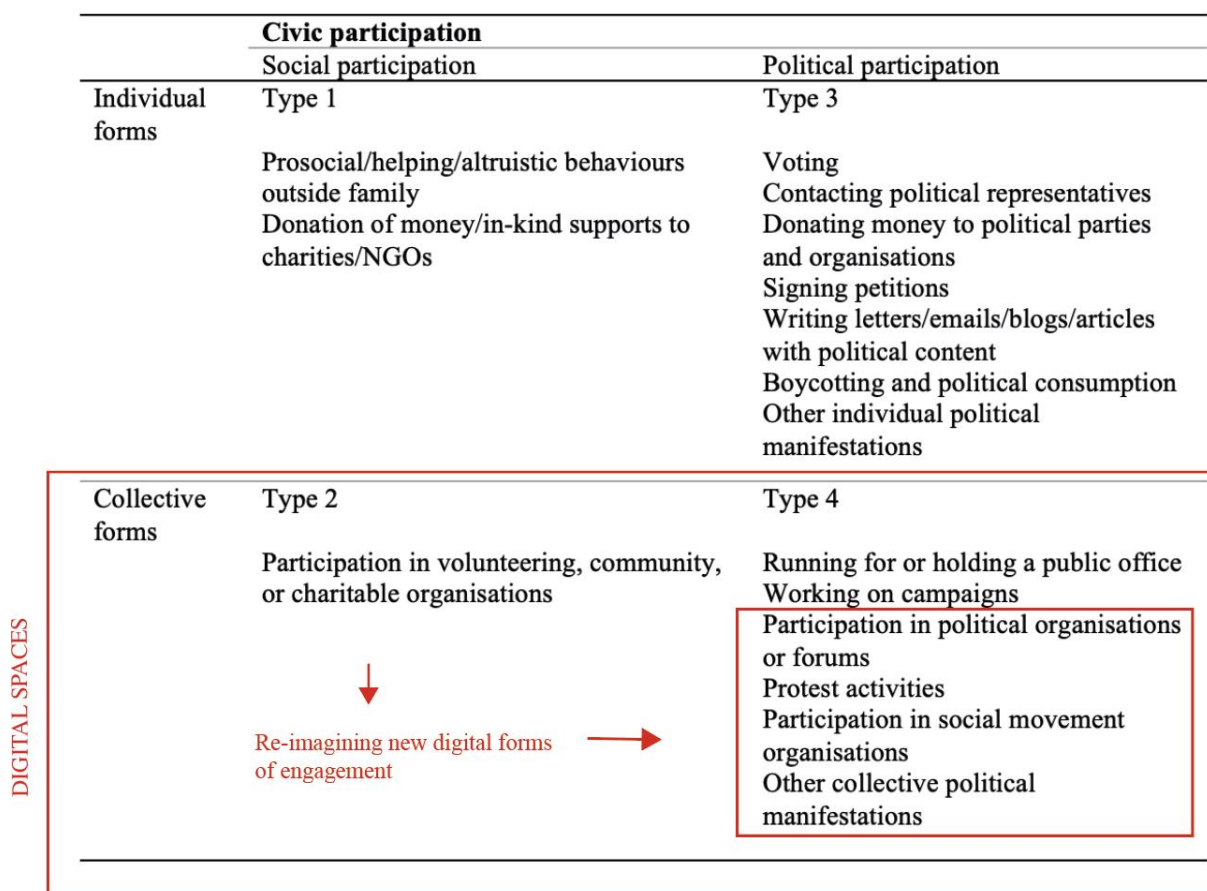 Civic participation
Social participation
Political participation
Individual
forms
Type 1
Prosocial/helping/altruistic behaviours
outside family
Donation of money/in-kind supports to
charities/NGOs
Type 3
Voting
Contacting political representatives
Donating money to political parties
and organisations
Signing petitions
Writing letters/emails/blogs/articles
with political content
Boycotting and political consumption
Other individual political
manifestations
DIGITAL SPACES
Collective
forms
Type 2
Participation in volunteering, community,
or charitable organisations
Re-imagining new digital forms
of engagement
Type 4
Running for or holding a public office
Working on campaigns
Participation in political organisations
or forums
Protest activities
Participation in social movement
organisations
Other collective political
manifestations